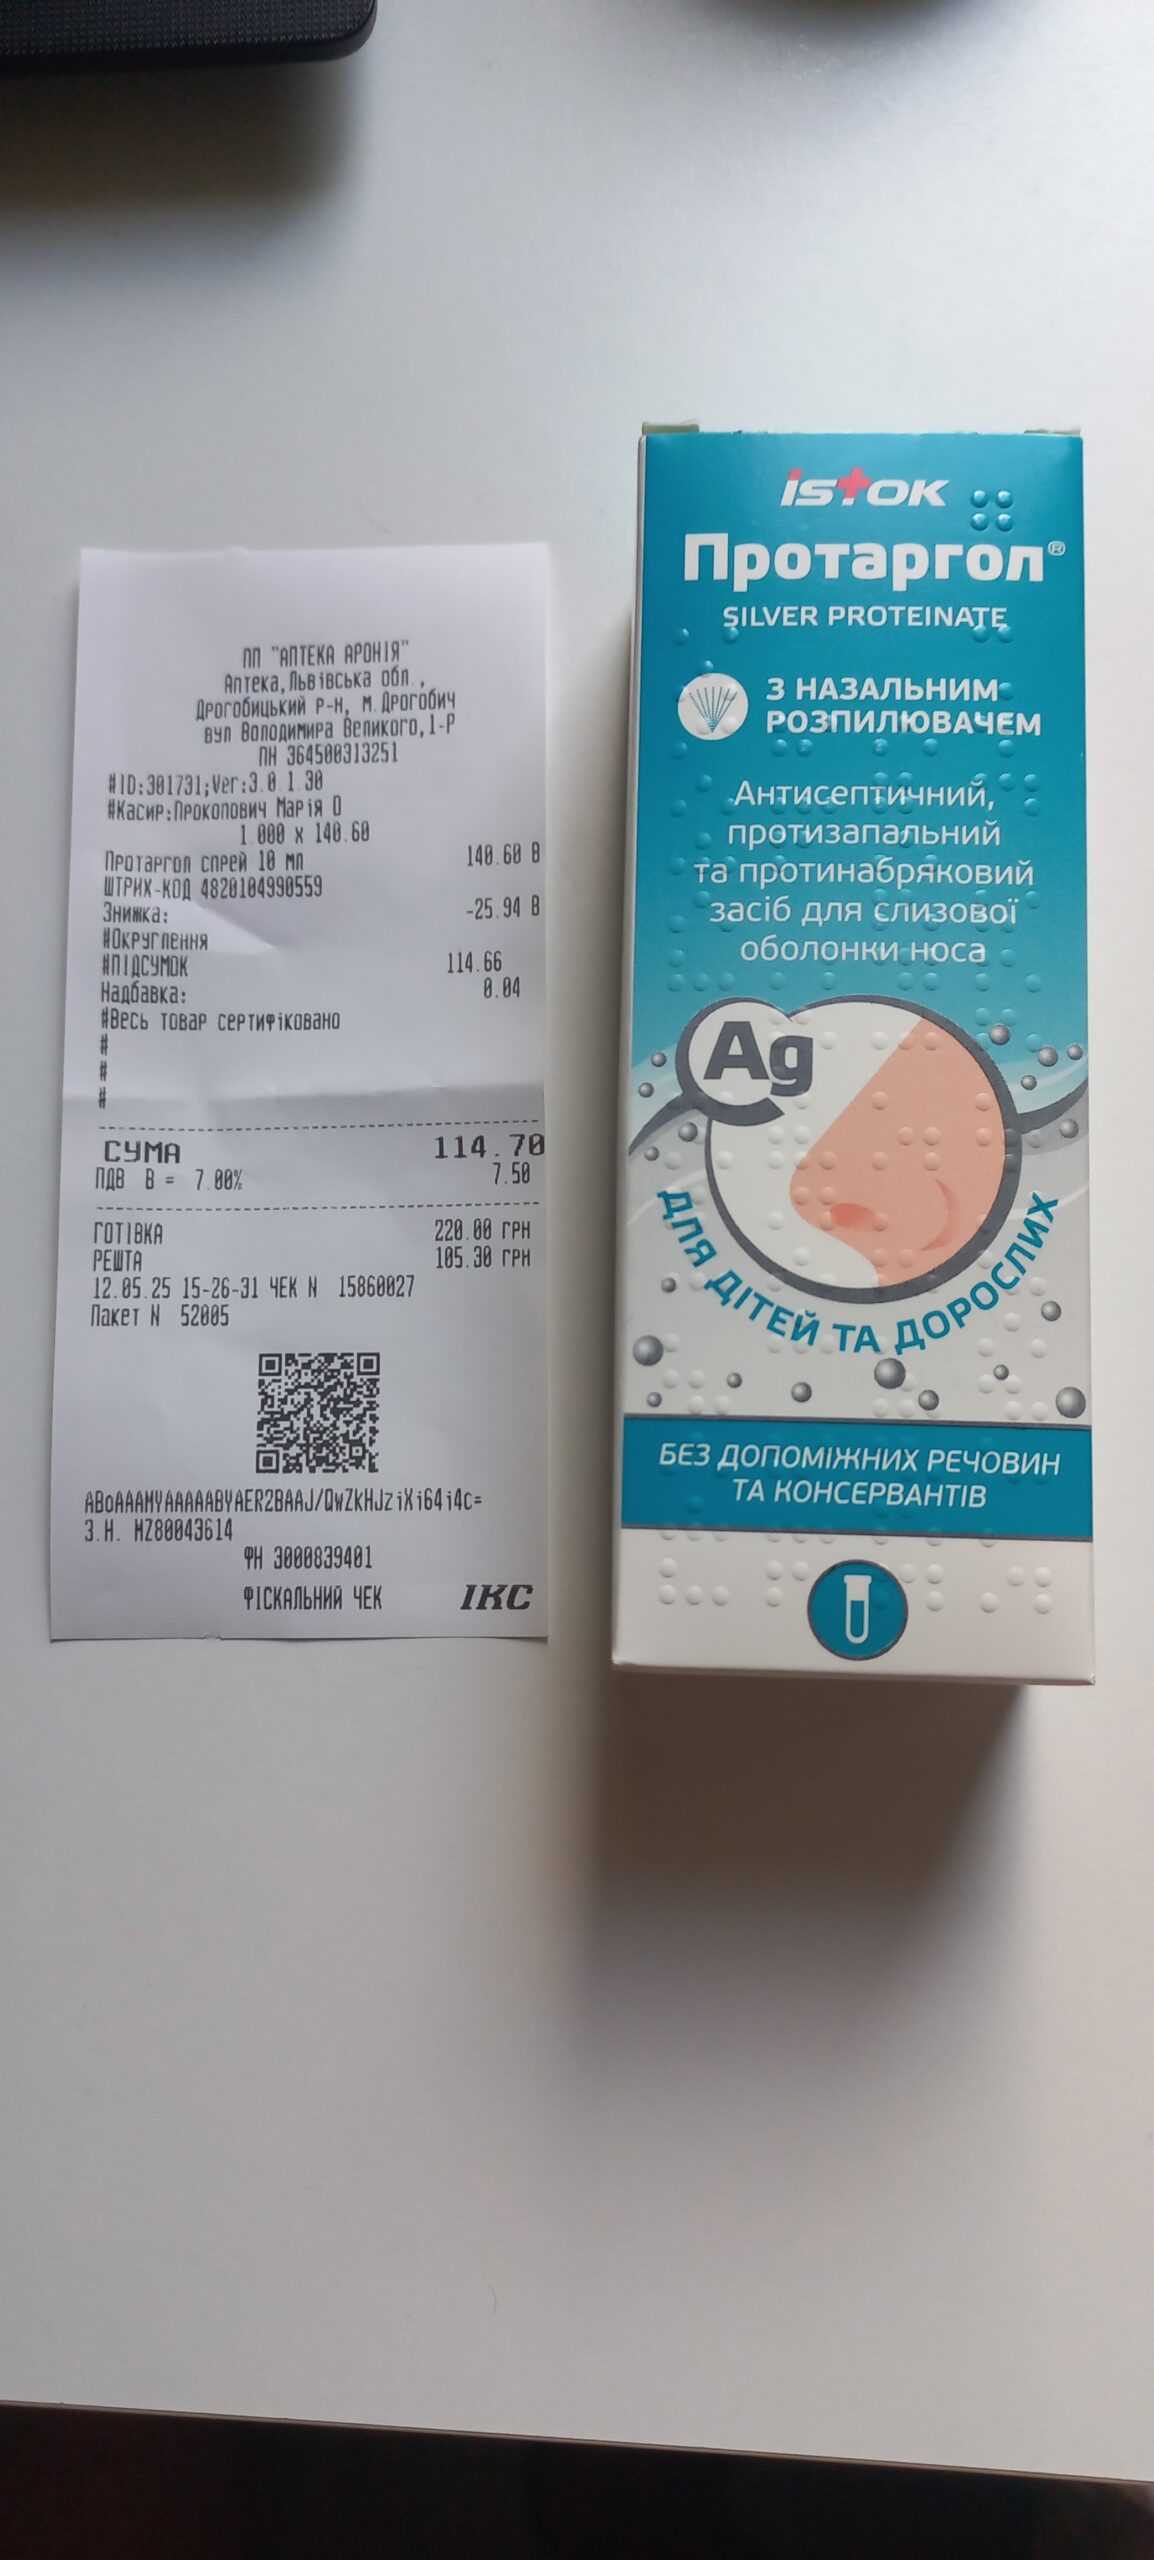 ПП "АПТЕКА АРОНІЯ"
Аптека,Львівська обл.,
Дрогобицький Р-Н, м.Дрогобич
вул.Володимира Великого,1-Р
ПН 364500313251
#ID:301731;Ver:3.0.1.30
#Касир:Прокопович Марія О
1.000 x 140.60
Протаргол спрей 10 мл 140.60 В
ШТРИХ-КОД 4820104990559
Знижка: -25.94 В
#Округлення
#ПІДСУМОК 114.66
Надбавка: 0.04
#Весь товар сертифіковано
#
#
#
СУМА 114.70
ПДВ В = 7.00% 7.50
ГОТІВКА 220.00 ГРН
РЕШТА 105.30 ГРН
12.05.25 15-26-31 ЧЕК N 15860027
Пакет N 52005
ABoAAAMYAAAAABYAER2BAAJ/QwZkHJziXi64i4c=
З.Н. MZ80043614
ФН 3000839401
ФІСКАЛЬНИЙ ЧЕК ІКС
istok
Протаргол®
SILVER PROTEINATE
З НАЗАЛЬНИМ
РОЗПИЛЮВАЧЕМ
Антисептичний,
протизапальний
та протинабряковий
засіб для слизової
оболонки носа
Ag
ДЛЯ ДІТЕЙ ТА ДОРОСЛИХ
БЕЗ ДОПОМІЖНИХ РЕЧОВИН
ТА КОНСЕРВАНТІВ